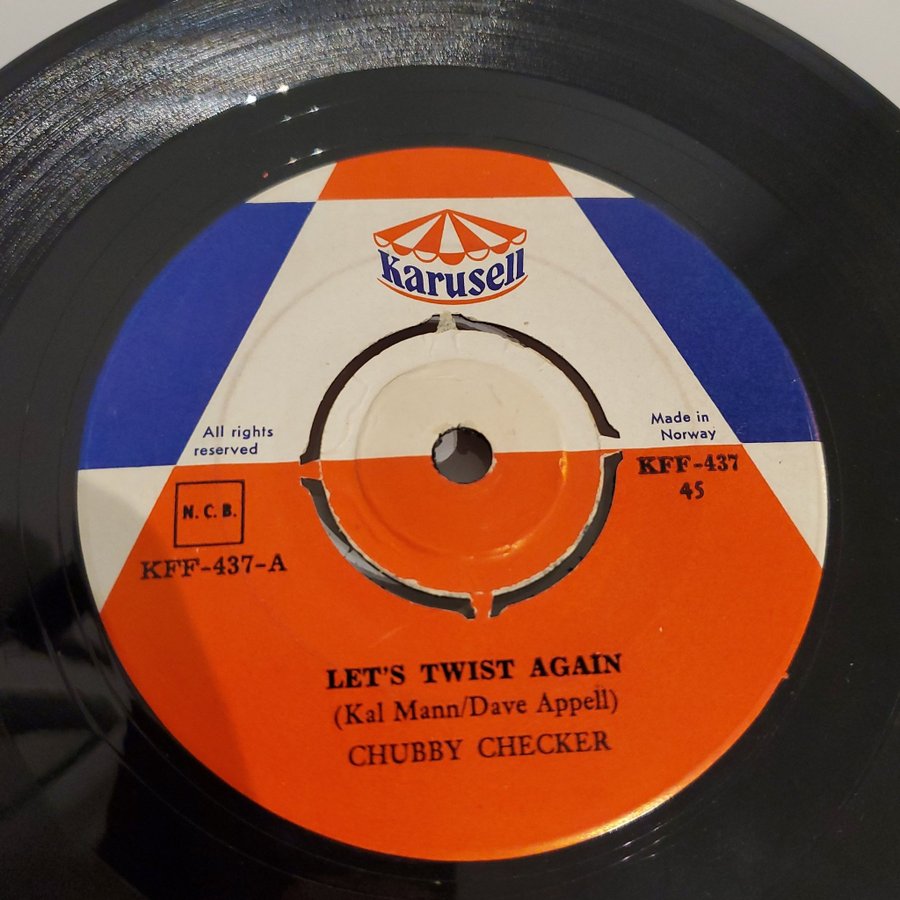 Karusell
All rights
reserved
Made in
Norway
N. C. B.
KFF-437
45
KFF-437-A
LET'S TWIST AGAIN
(Kal Mann/Dave Appell)
CHUBBY CHECKER